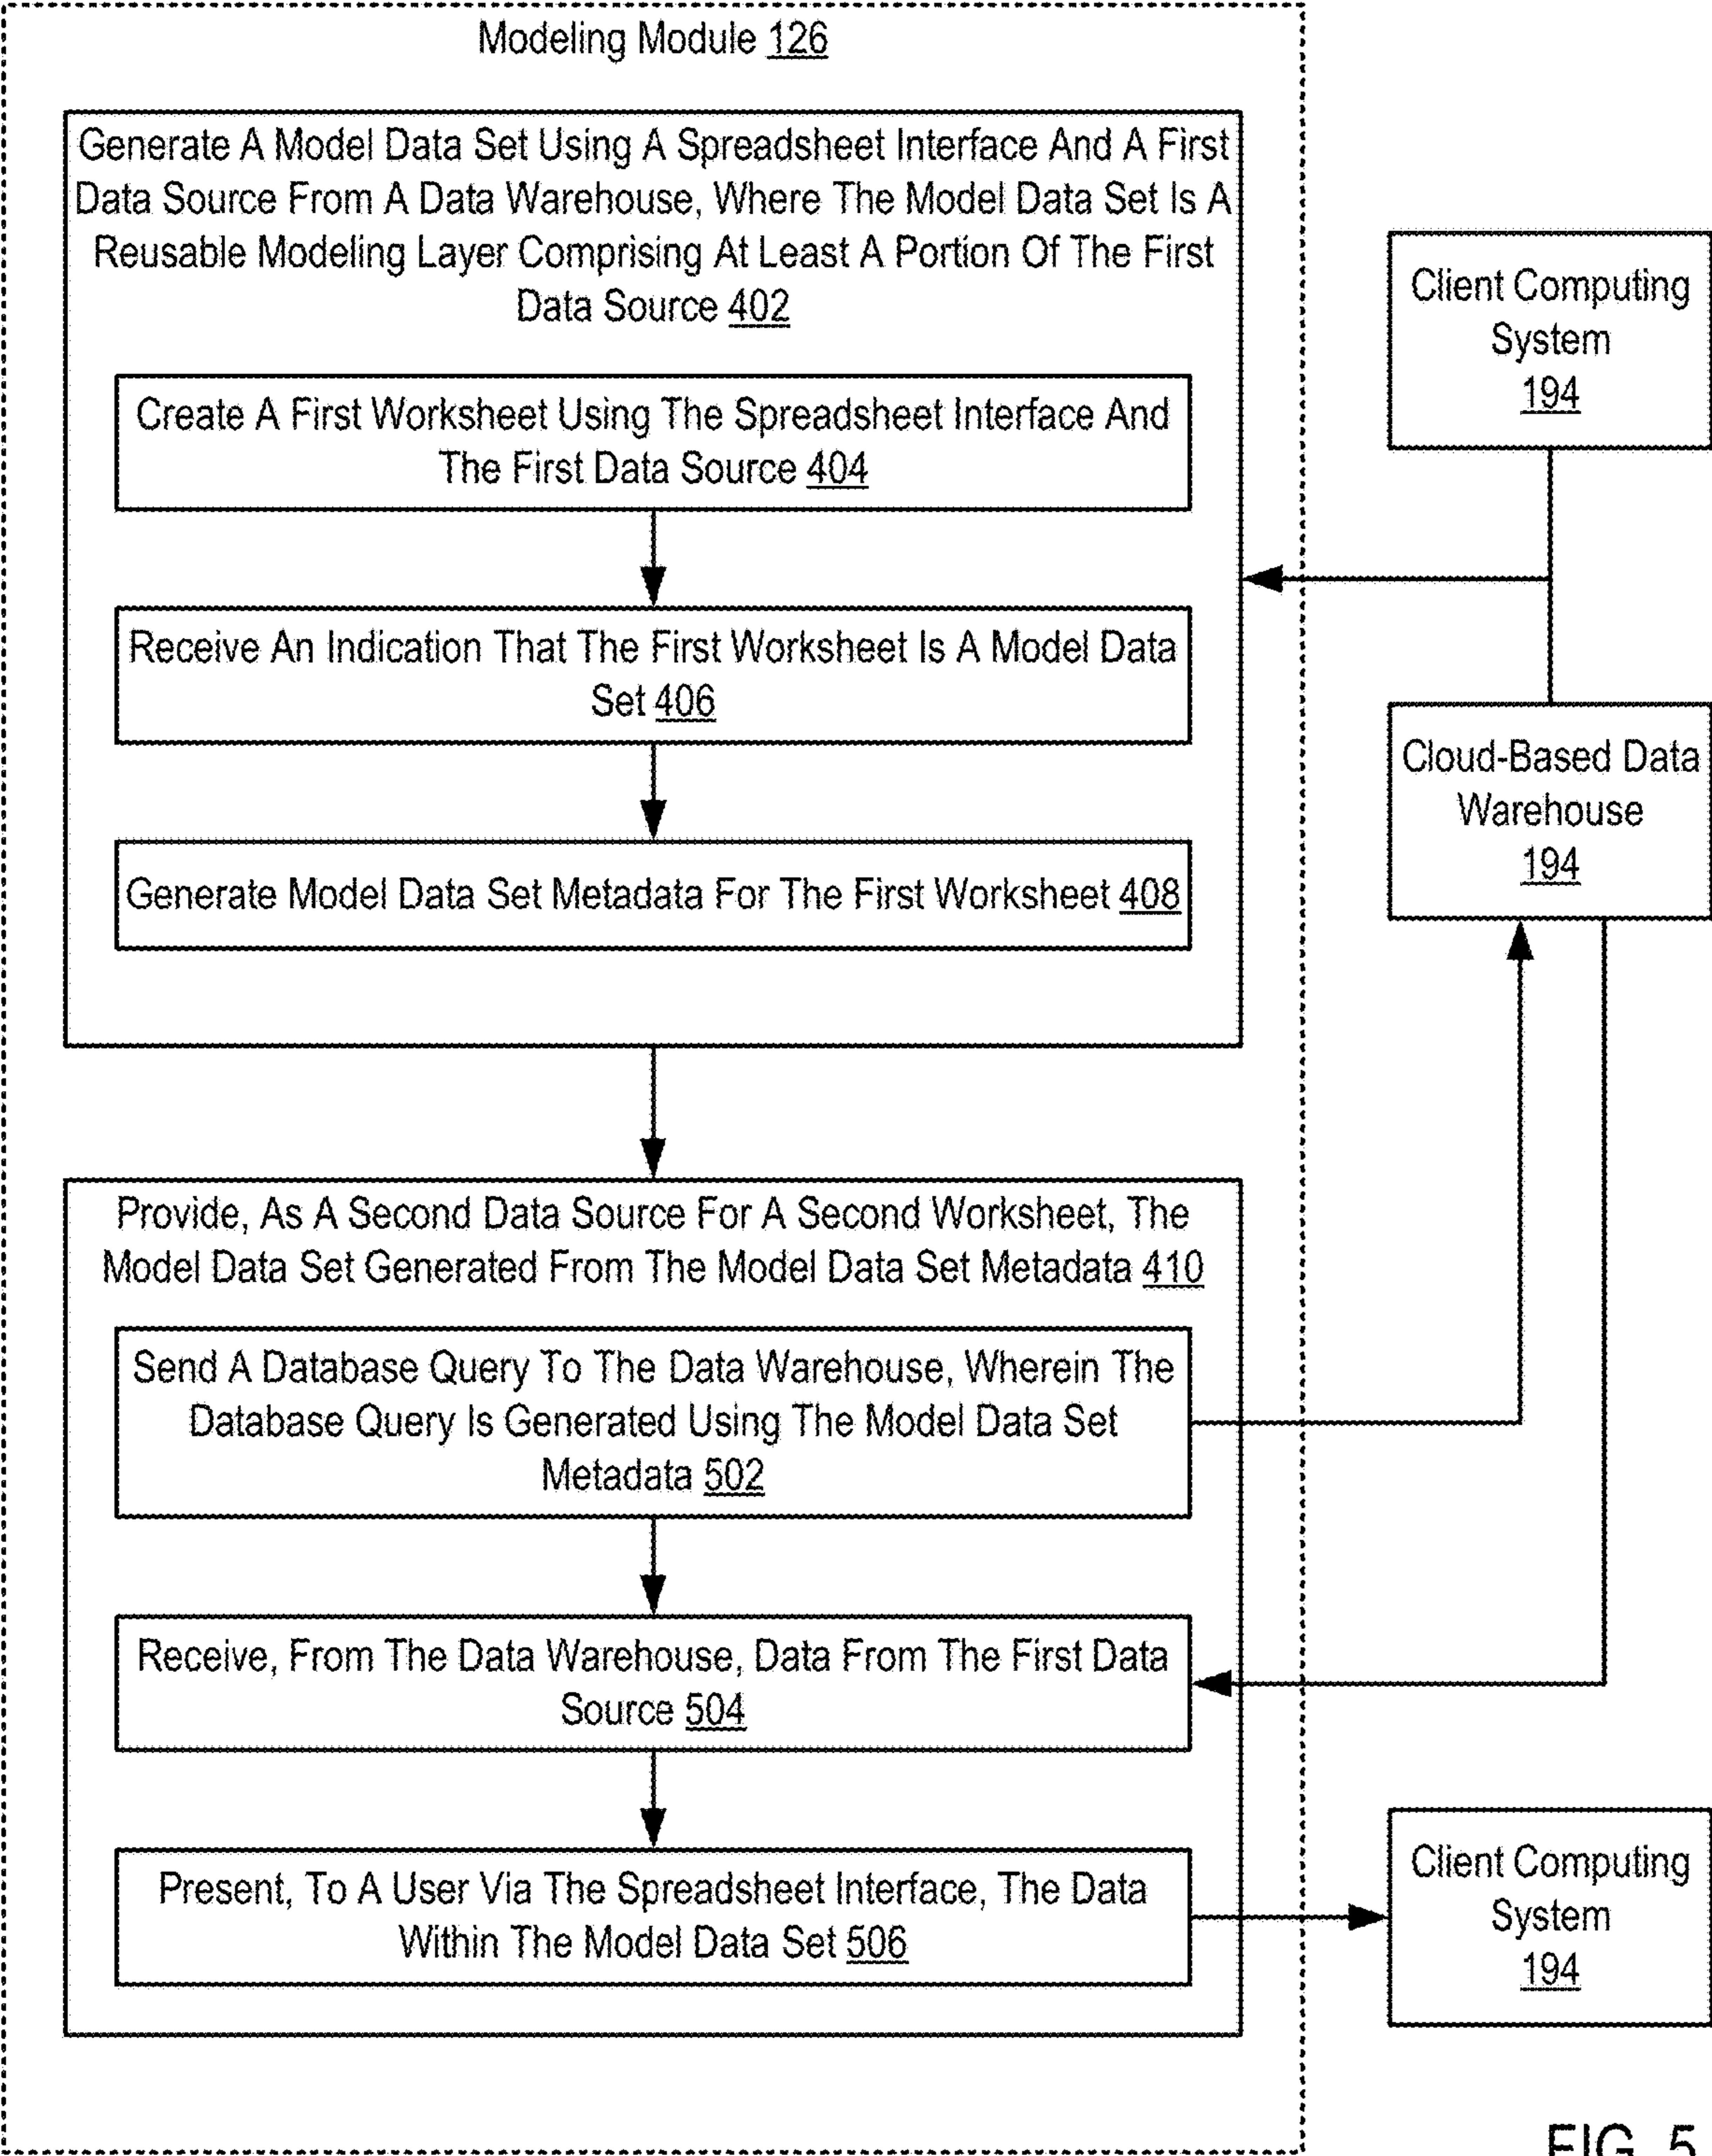 Modeling Module 126
Generate A Model Data Set Using A Spreadsheet Interface And A First
Data Source From A Data Warehouse, Where The Model Data Set Is A
Reusable Modeling Layer Comprising At Least A Portion Of The First
Data Source 402
Create A First Worksheet Using The Spreadsheet Interface And
The First Data Source 404
Receive An Indication That The First Worksheet Is A Model Data
Set 406
Generate Model Data Set Metadata For The First Worksheet 408
Client Computing
System
194
Cloud-Based Data
Warehouse
194
Provide, As A Second Data Source For A Second Worksheet, The
Model Data Set Generated From The Model Data Set Metadata 410
Send A Database Query To The Data Warehouse, Wherein The
Database Query Is Generated Using The Model Data Set
Metadata 502
Receive, From The Data Warehouse, Data From The First Data
Source 504
Present, To A User Via The Spreadsheet Interface, The Data
Within The Model Data Set 506
Client Computing
System
194
FIG. 5